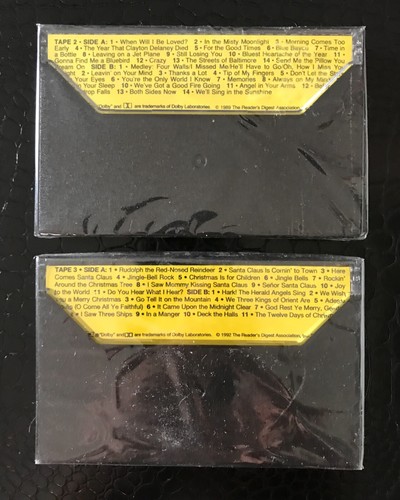 TAPE 2 • SIDE A: 1 • When Will I Be Loved? 2 • In the Misty Moonlight 3 • Morning Comes Too
Early 4 • The Year That Clayton Delaney Died 5 • For the Good Times 6 • Blue Bayou 7 • Time in
a Bottle 8 • Leaving on a Jet Plane 9 • Still Losing You 10 • Bluest Heartache of the Year 11 •
Gonna Find Me a Bluebird 12 • Crazy 13 • The Streets of Baltimore 14 • Send Me the Pillow You
Dream On SIDE B: 1 • Medley: Four Walls/I Missed Me/He'll Have to Go/Oh, How I Miss You
2 • Leavin' on Your Mind 3 • Thanks a Lot 4 • Tip of My Fingers 5 • Don't Let the
Your Eyes 6 • You're the Only World I Know 7 • Memories 8 • Always on My
in Your Sleep 10 • We've Got a Good Fire Going 11 • Angel in Your Arms
Drop Falls 13 • Both Sides Now 14 • We'll Sing in the Sunshine
"Dolby" and are trademarks of Dolby Laboratories. © 1989 The Reader's Digest Association,
TAPE 3 • SIDE A: 1 • Rudolph the Red-Nosed Reindeer 2 • Santa Claus Is Comin' to Town 3 • Here
Comes Santa Claus 4 • Jingle-Bell Rock 5 • Christmas Is for Children 6 • Jingle Bells 7 • Rockin'
Around the Christmas Tree 8 • I Saw Mommy Kissing Santa Claus 9 • Señor Santa Claus 10 • Joy
to the World 11 • Do You Hear What I Hear? SIDE B: 1 • Hark! The Herald Angels Sing 2 • We Wish
You a Merry Christmas 3 • Go Tell It on the Mountain 4 • We Three Kings of Orient Are 5 •
(O Come All Ye Faithful) 6 • It Came Upon the Midnight Clear 7 • God Rest Ye Merry,
• I Saw Three Ships 9 • In a Manger 10 • Deck the Halls 11 • The Twelve Days of
"Dolby" and are trademarks of Dolby Laboratories. © 1992 The Reader's Digest Association,